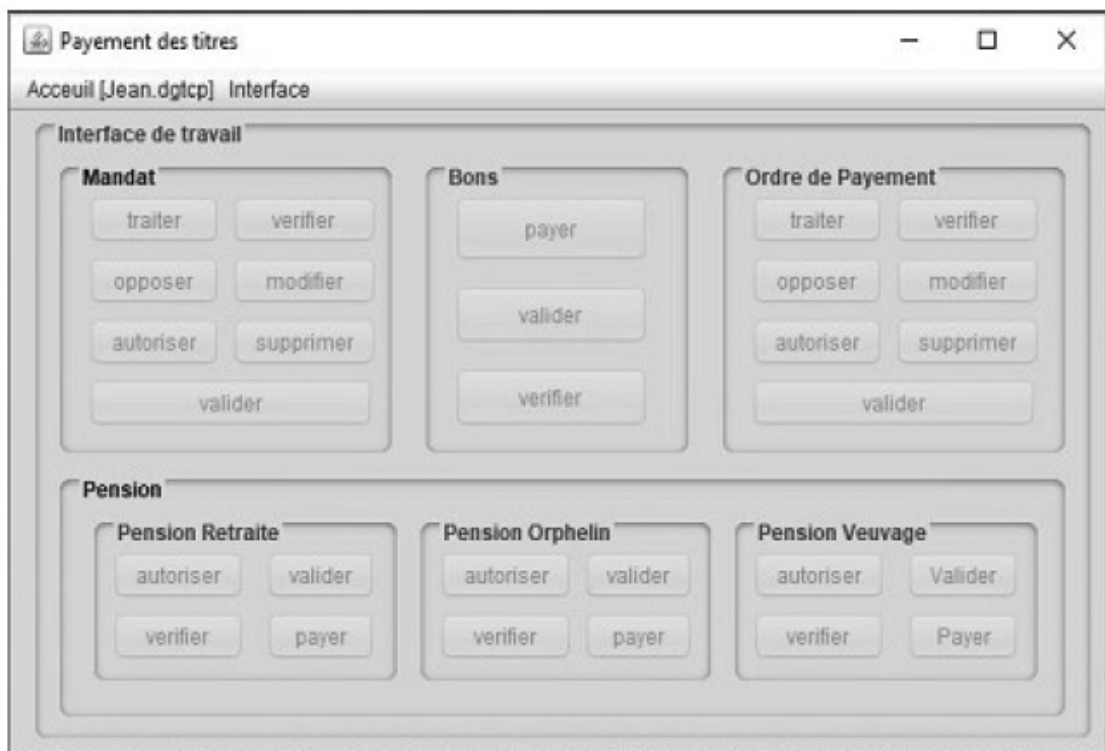 Payement des titres
Acceuil [Jean.dgtcp] Interface
Interface de travail
Mandat
traiter verifier
opposer modifier
autoriser supprimer
valider
Bons
payer
valider
verifier
Ordre de Payement
traiter verifier
opposer modifier
autoriser supprimer
valider
Pension
Pension Retraite
autoriser valider
verifier payer
Pension Orphelin
autoriser valider
verifier payer
Pension Veuvage
autoriser Valider
verifier Payer